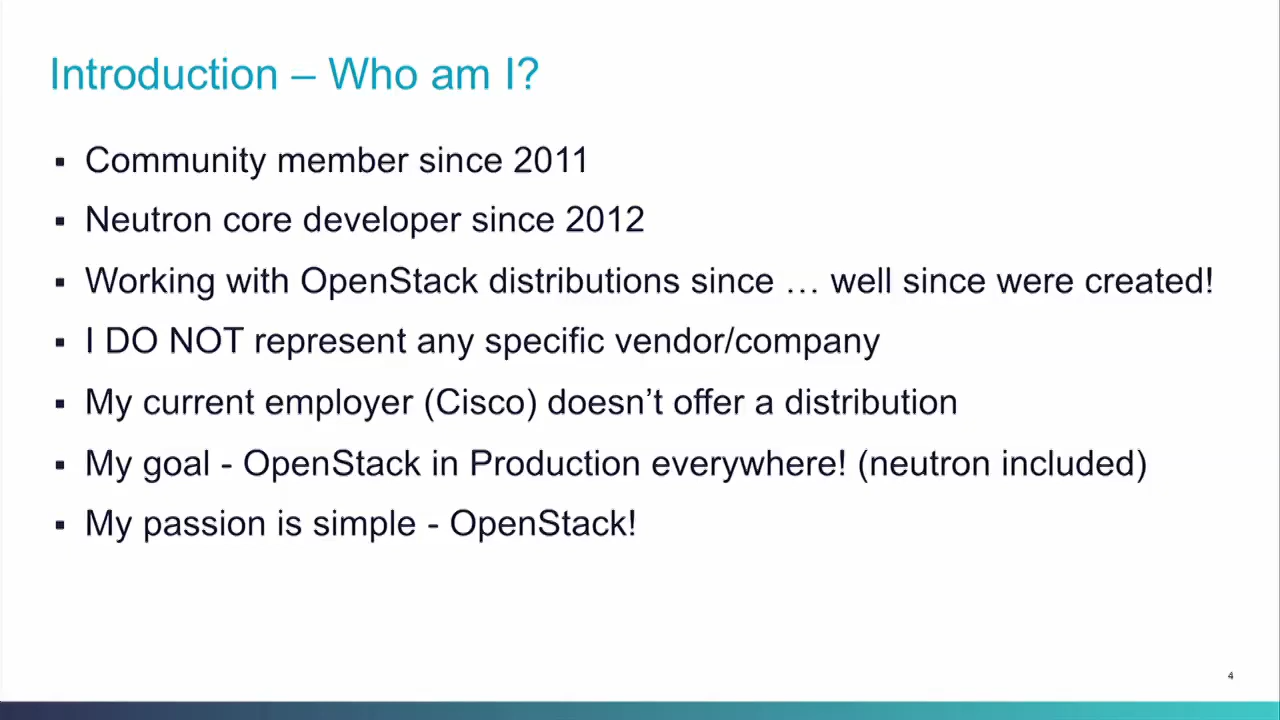 Introduction – Who am I?
▪ Community member since 2011
▪ Neutron core developer since 2012
▪ Working with OpenStack distributions since … well since were created!
▪ I DO NOT represent any specific vendor/company
▪ My current employer (Cisco) doesn’t offer a distribution
▪ My goal - OpenStack in Production everywhere! (neutron included)
▪ My passion is simple - OpenStack!
4